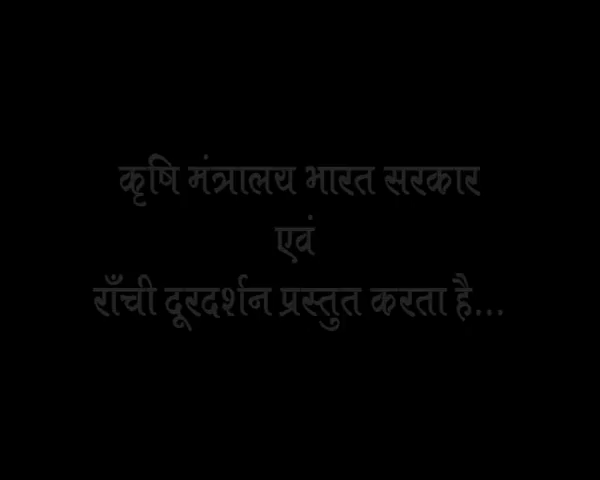 कृषि मंत्रालय भारत सरकार
एवं
राँची दूरदर्शन प्रस्तुत करता है...